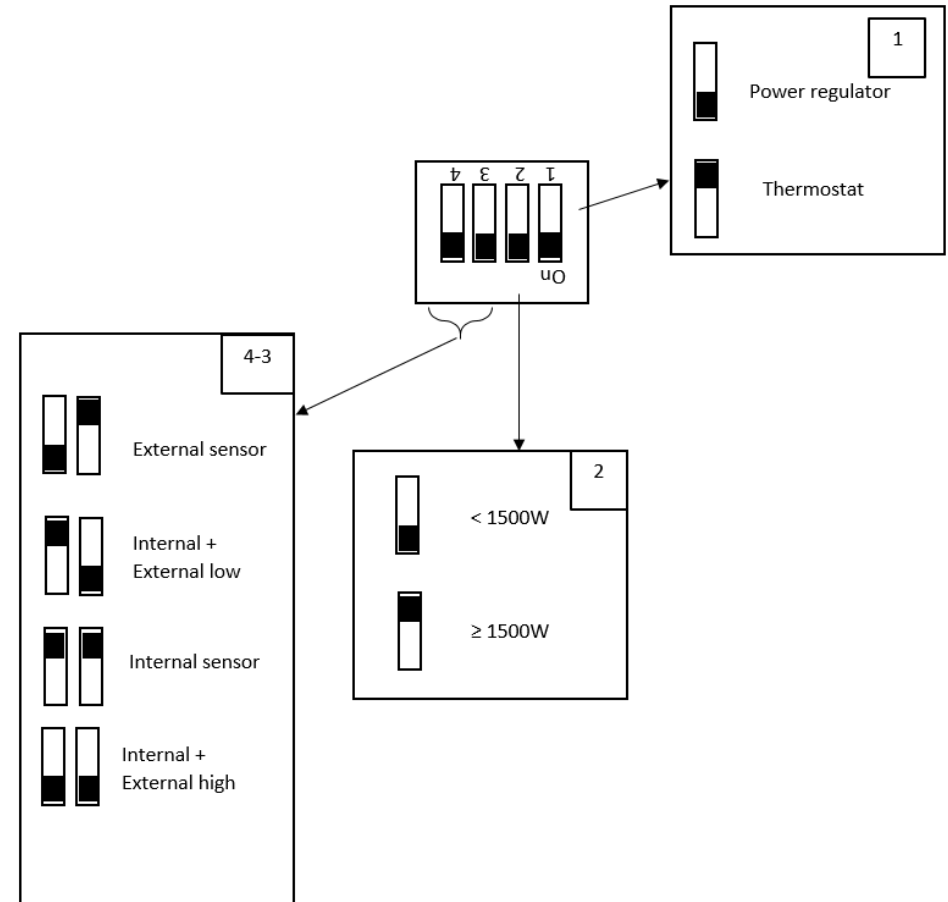 1
Power regulator
Thermostat
4 3 2 1
On
4-3
External sensor
Internal +
External low
Internal sensor
Internal +
External high
2
< 1500W
≥ 1500W